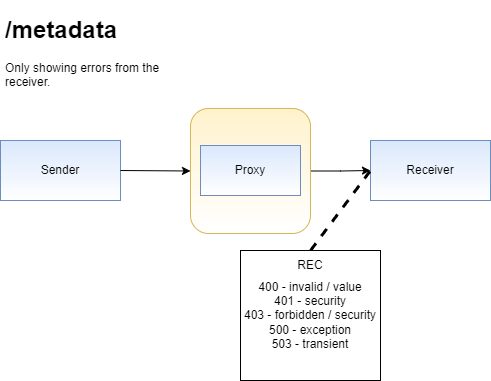 /metadata
Only showing errors from the
receiver.
Sender
Proxy
Receiver
REC
400 - invalid / value
401 - security
403 - forbidden / security
500 - exception
503 - transient